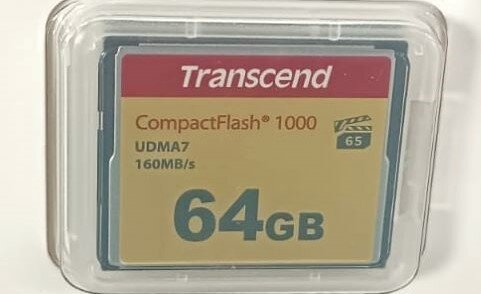 Transcend
CompactFlash® 1000
UDMA7
160MB/s
65
64GB